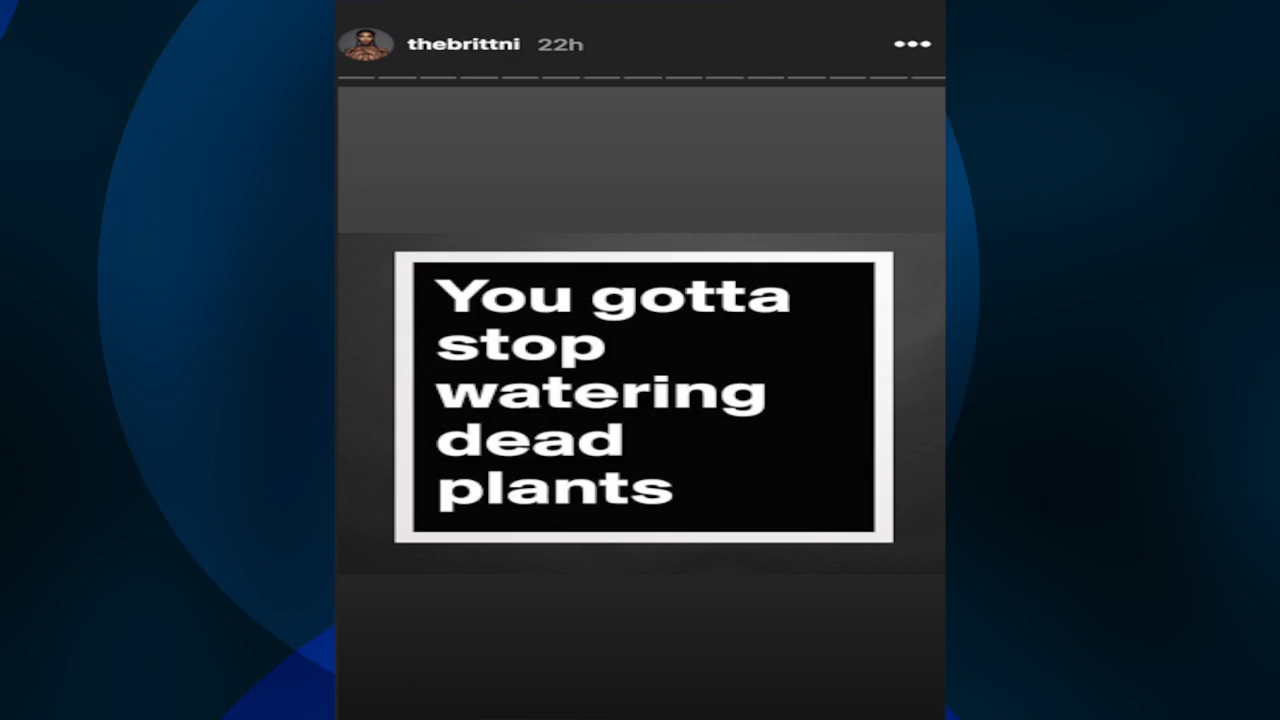 thebrittni 22h
You gotta
stop
watering
dead
plants